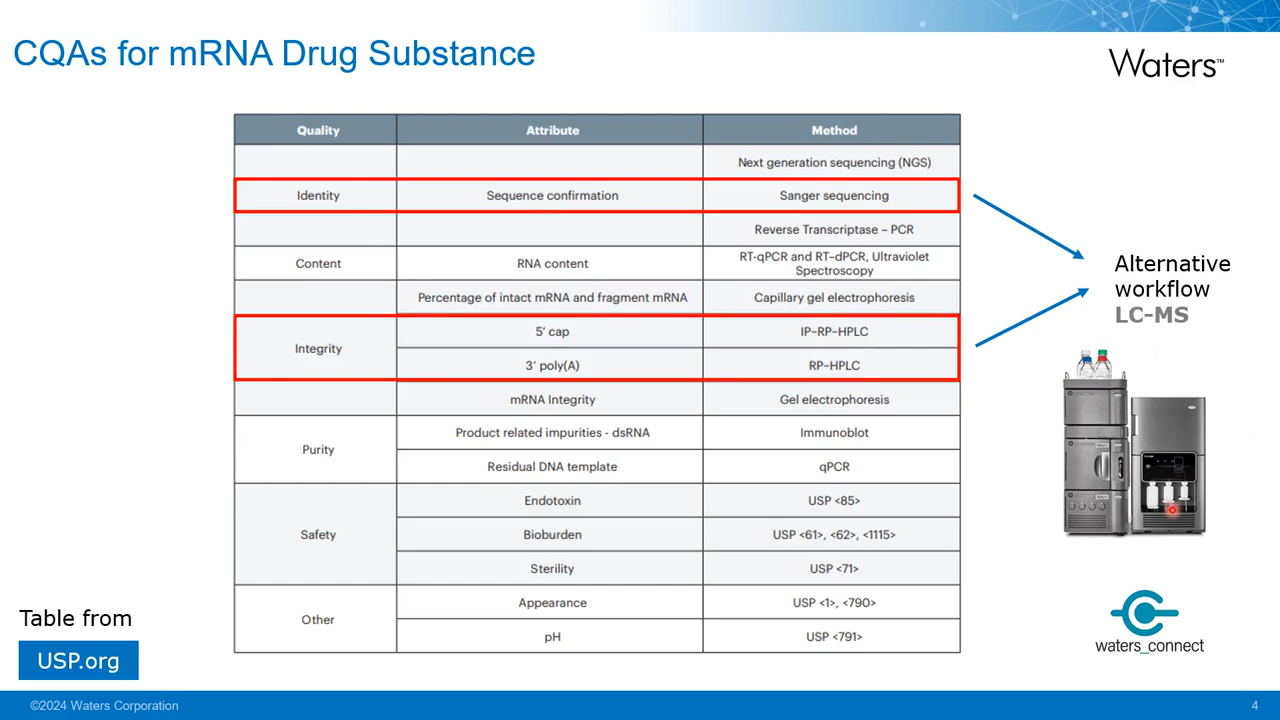 CQAs for mRNA Drug Substance
Waters™
Quality Attribute Method
Next generation sequencing (NGS)
Identity Sequence confirmation Sanger sequencing
Reverse Transcriptase – PCR
Content RNA content RT-qPCR and RT–dPCR, Ultraviolet
Spectroscopy
Percentage of intact mRNA and fragment mRNA Capillary gel electrophoresis
Integrity
5’ cap IP–RP–HPLC
3’ poly(A) RP–HPLC
mRNA Integrity Gel electrophoresis
Purity
Product related impurities - dsRNA Immunoblot
Residual DNA template qPCR
Safety
Endotoxin USP <85>
Bioburden USP <61>, <62>, <1115>
Sterility USP <71>
Other
Appearance USP <1>, <790>
pH USP <791>
Alternative
workflow
LC-MS
waters_connect
Table from
USP.org
©2024 Waters Corporation
4